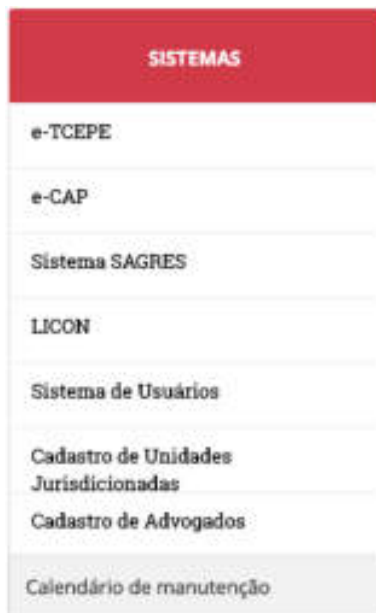 SISTEMAS
e-TCEPE
e-CAP
Sistema SAGRES
LICON
Sistema de Usuários
Cadastro de Unidades
Jurisdicionadas
Cadastro de Advogados
Calendário de manutenção